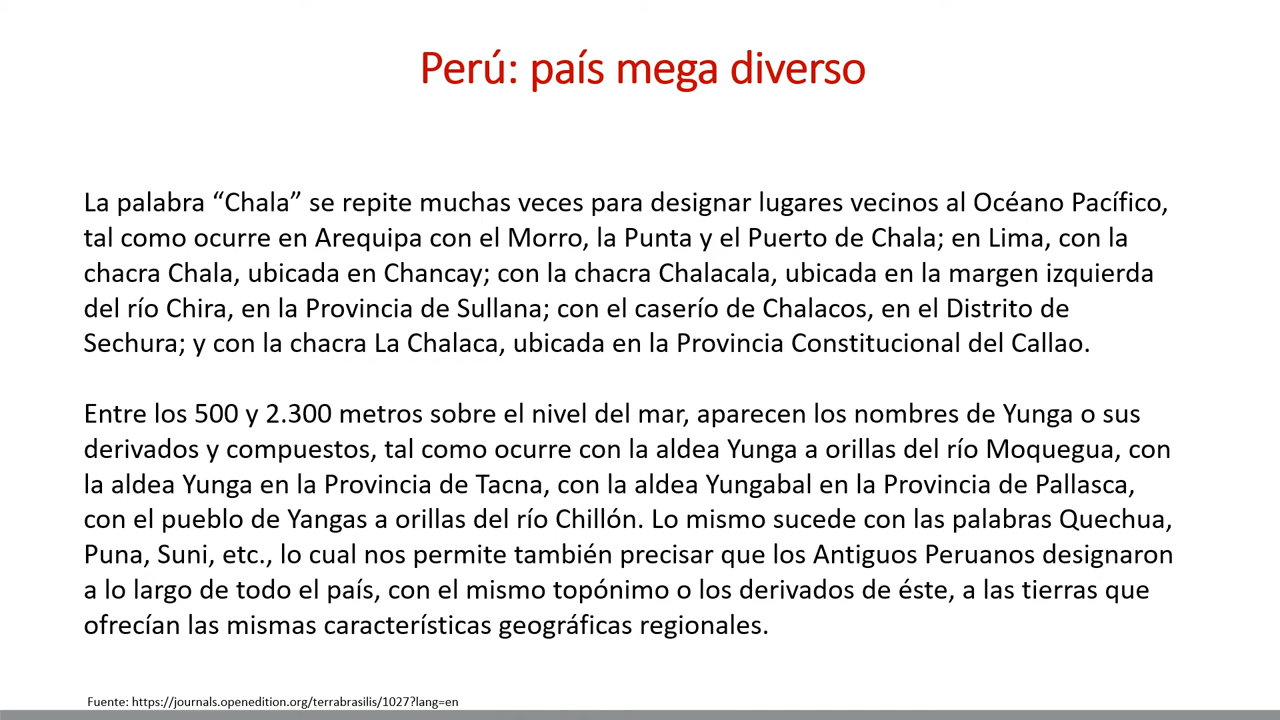 Perú: país mega diverso
La palabra “Chala” se repite muchas veces para designar lugares vecinos al Océano Pacífico,
tal como ocurre en Arequipa con el Morro, la Punta y el Puerto de Chala; en Lima, con la
chacra Chala, ubicada en Chancay; con la chacra Chalacala, ubicada en la margen izquierda
del río Chira, en la Provincia de Sullana; con el caserío de Chalacos, en el Distrito de
Sechura; y con la chacra La Chalaca, ubicada en la Provincia Constitucional del Callao.
Entre los 500 y 2.300 metros sobre el nivel del mar, aparecen los nombres de Yunga o sus
derivados y compuestos, tal como ocurre con la aldea Yunga a orillas del río Moquegua, con
la aldea Yunga en la Provincia de Tacna, con la aldea Yungabal en la Provincia de Pallasca,
con el pueblo de Yangas a orillas del río Chillón. Lo mismo sucede con las palabras Quechua,
Puna, Suni, etc., lo cual nos permite también precisar que los Antiguos Peruanos designaron
a lo largo de todo el país, con el mismo topónimo o los derivados de éste, a las tierras que
ofrecían las mismas características geográficas regionales.
Fuente: https://journals.openedition.org/terrabrasilis/1027?lang=en